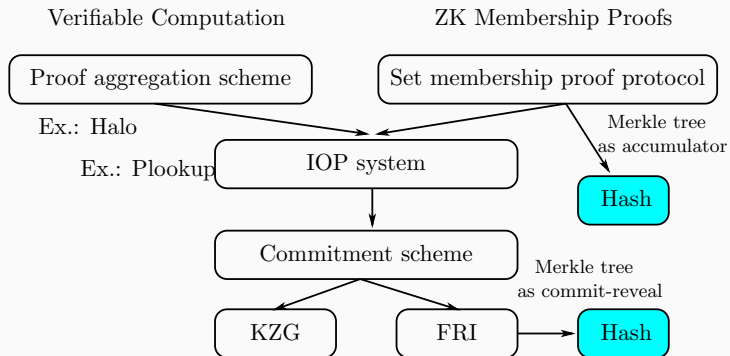 Verifiable Computation
ZK Membership Proofs
Proof aggregation scheme
Set membership proof protocol
Ex.: Halo
Merkle tree
as accumulator
Ex.: Plookup
IOP system
Hash
Commitment scheme
Merkle tree
as commit-reveal
KZG
FRI
Hash